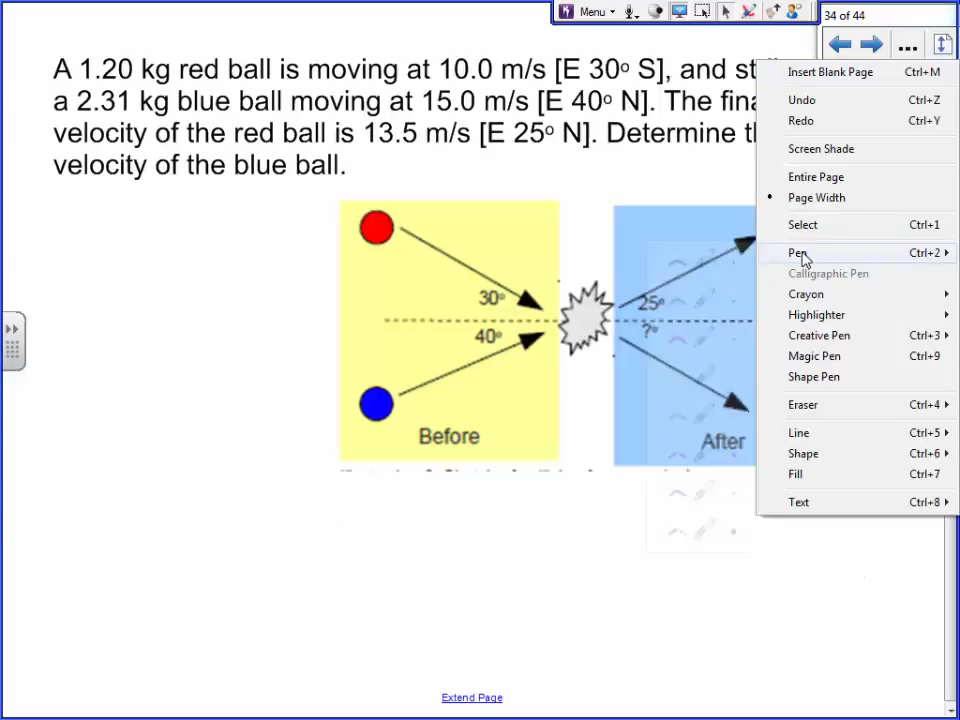 Menu
34 of 44
A 1.20 kg red ball is moving at 10.0 m/s [E 30º S], and
a 2.31 kg blue ball moving at 15.0 m/s [E 40º N]. The
velocity of the red ball is 13.5 m/s [E 25º N]. Determine
velocity of the blue ball.
30º
40º
Before
25º
?º
After
Insert Blank Page Ctrl+M
Undo Ctrl+Z
Redo Ctrl+Y
Screen Shade
Entire Page
Page Width
Select Ctrl+1
Pen Ctrl+2
Calligraphic Pen
Crayon
Highlighter
Creative Pen Ctrl+3
Magic Pen Ctrl+9
Shape Pen
Eraser Ctrl+4
Line Ctrl+5
Shape Ctrl+6
Fill Ctrl+7
Text Ctrl+8
Extend Page